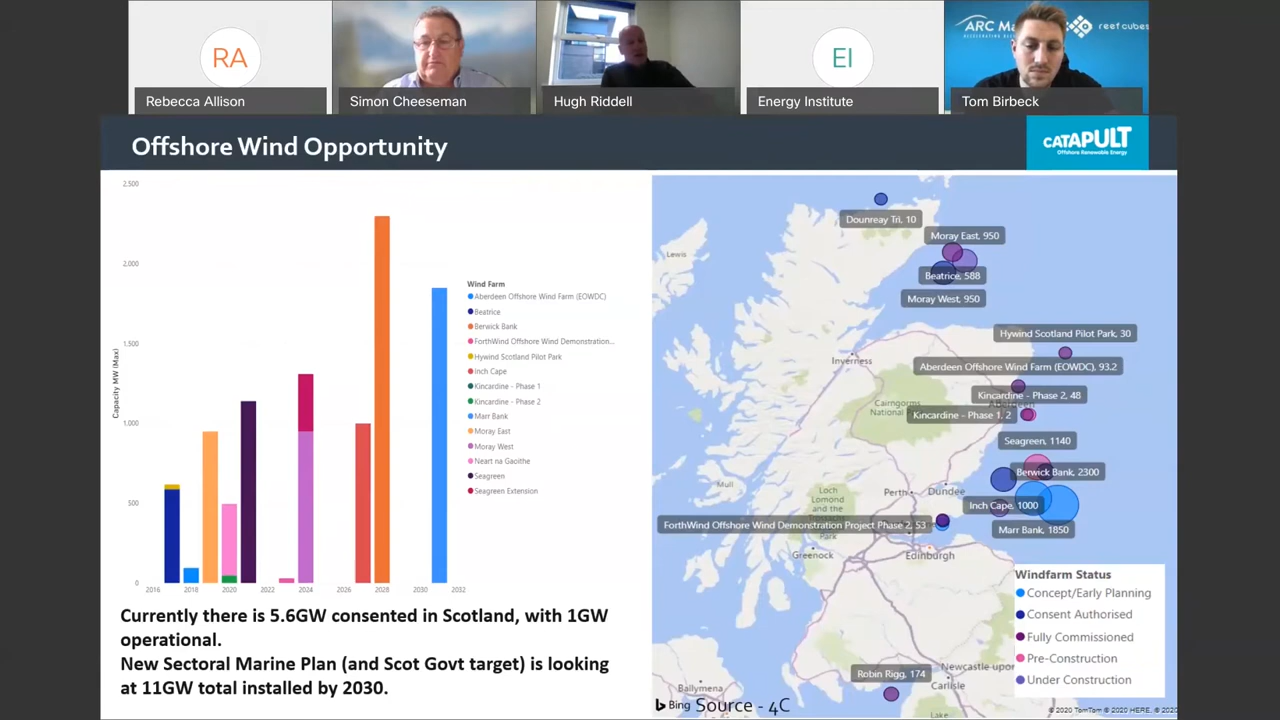 RA
EI
ARC Ma
reef cubes
Rebecca Allison
Simon Cheeseman
Hugh Riddell
Energy Institute
Tom Birbeck
Offshore Wind Opportunity
CATAPULT
Offshore Renewable Energy
2,500
2,000
1,500
1,000
500
0
Capacity MW (Max)
2016
2018
2020
2022
2024
2026
2028
2030
2032
Wind Farm
Aberdeen Offshore Wind Farm (EOWDC)
Beatrice
Berwick Bank
ForthWind Offshore Wind Demonstration...
Hywind Scotland Pilot Park
Inch Cape
Kincardine - Phase 1
Kincardine - Phase 2
Marr Bank
Moray East
Moray West
Neart na Gaoithe
Seagreen
Seagreen Extension
Currently there is 5.6GW consented in Scotland, with 1GW
operational.
New Sectoral Marine Plan (and Scot Govt target) is looking
at 11GW total installed by 2030.
Dounreay Tri, 10
Moray East, 950
Lewis
Beatrice, 588
Moray West, 950
Hywind Scotland Pilot Park, 30
Inverness
Aberdeen Offshore Wind Farm (EOWDC), 93.2
Kincardine - Phase 2, 48
Cairngorms
National
Aberdeen
Kincardine - Phase 1, 2
Seagreen, 1140
Berwick Bank, 2300
Mull
Loch
Lomond
and the
Park
Perth
Dundee
Inch Cape, 1000
ForthWind Offshore Wind Demonstration Project Phase 2, 53
Marr Bank, 1850
Greenock
Edinburgh
Windfarm Status
Concept/Early Planning
Consent Authorised
Fully Commissioned
Pre-Construction
Under Construction
Robin Rigg, 174
Newcastle-upon
Carlisle
Ballymena
Lake
Bing
Source - 4C
© 2020 TomTom © 2020 HERE, © 202